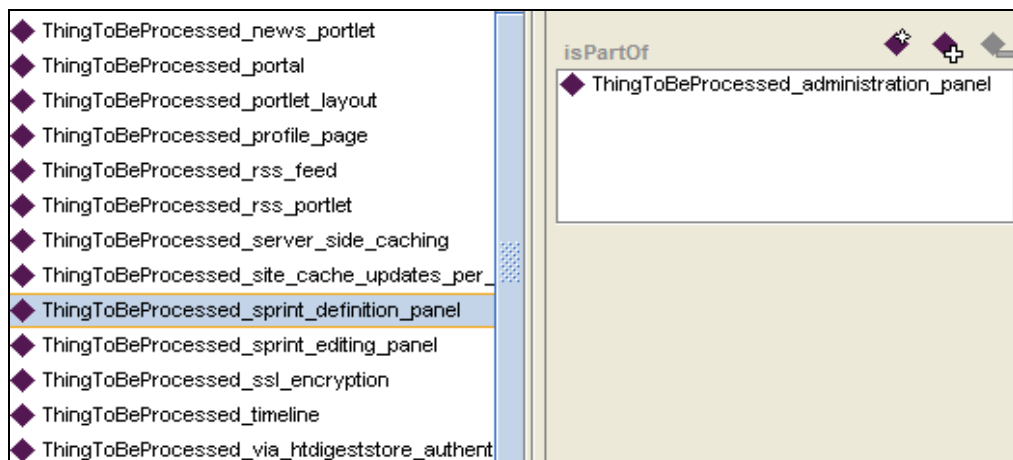 ThingToBeProcessed_news_portlet
ThingToBeProcessed_portal
ThingToBeProcessed_portlet_layout
ThingToBeProcessed_profile_page
ThingToBeProcessed_rss_feed
ThingToBeProcessed_rss_portlet
ThingToBeProcessed_server_side_caching
ThingToBeProcessed_site_cache_updates_per_
ThingToBeProcessed_sprint_definition_panel
ThingToBeProcessed_sprint_editing_panel
ThingToBeProcessed_ssl_encryption
ThingToBeProcessed_timeline
ThingToBeProcessed_via_htdigeststore_authent
isPartOf
ThingToBeProcessed_administration_panel